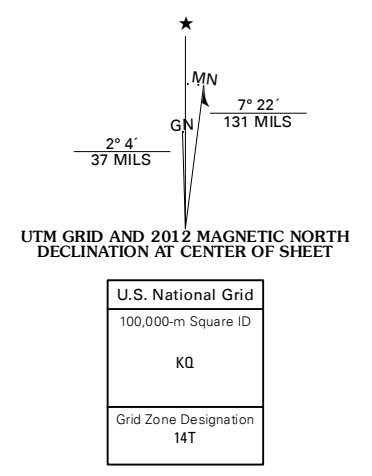 ★
MN
GN
7° 22´
131 MILS
2° 4´
37 MILS
UTM GRID AND 2012 MAGNETIC NORTH
DECLINATION AT CENTER OF SHEET
U.S. National Grid
100,000-m Square ID
KQ
Grid Zone Designation
14T